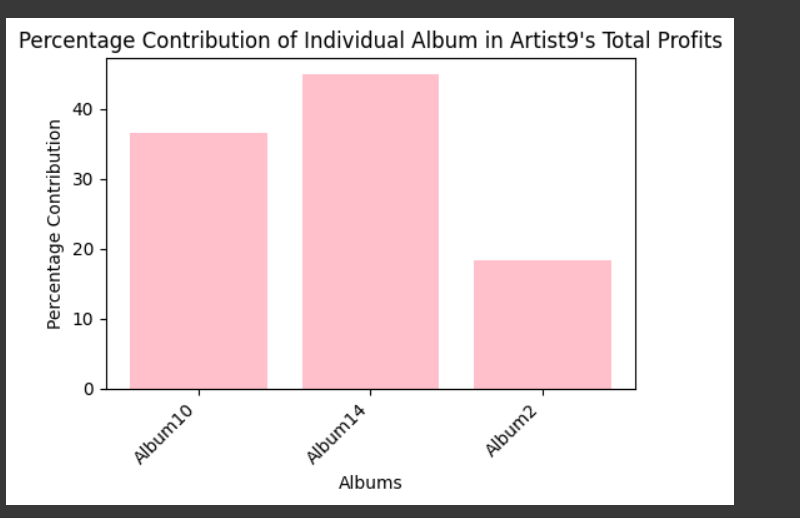 Percentage Contribution of Individual Album in Artist9's Total Profits
Percentage Contribution
40
30
20
10
0
Album10
Album14
Album2
Albums